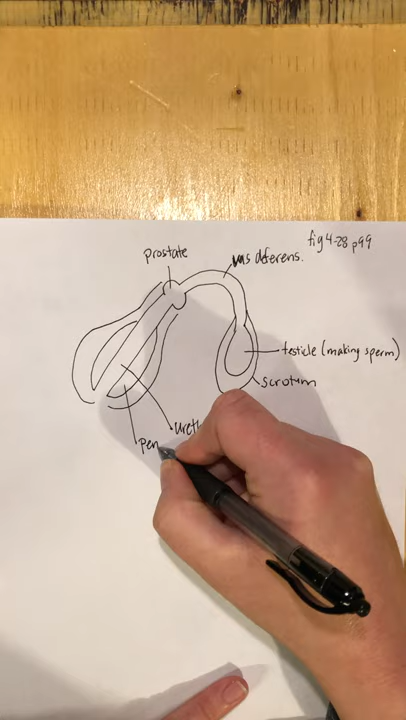 fig 4-28 p99
prostate
vas deferens.
testicle (making sperm)
scrotum
ureth
pen